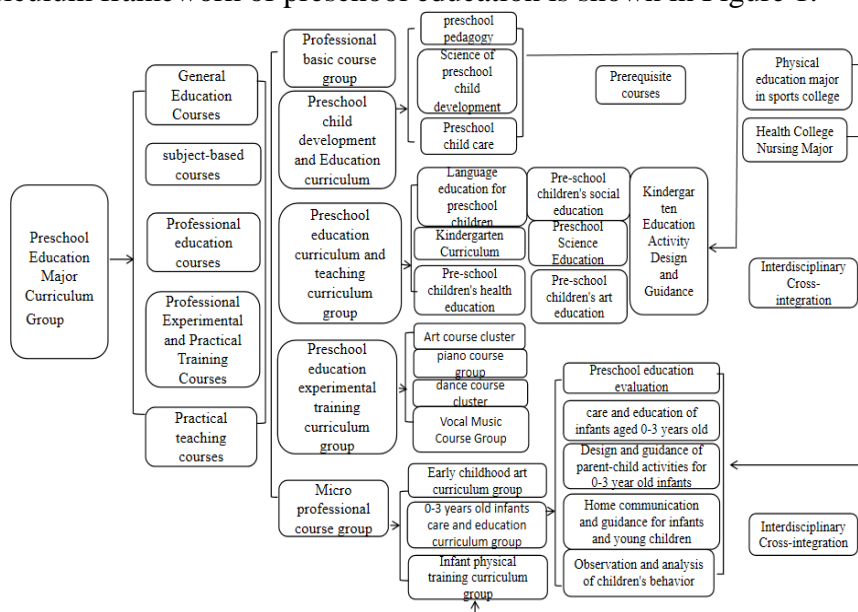 Preschool
Education
Major
Curriculum
Group
General
Education
Courses
subject-based
courses
Professional
education
courses
Professional
Experimental
and Practical
Training
Courses
Practical
teaching
courses
Professional
basic course
group
Preschool
child
development
and Education
curriculum
Preschool
education
curriculum and
teaching
curriculum
group
Preschool
education
experimental
training
curriculum
group
Micro
professional
course group
preschool
pedagogy
Science of
preschool
child
development
Preschool
child care
Language
education for
preschool
children
Kindergarten
Curriculum
Pre-school
children's health
education
Pre-school
children's social
education
Preschool
Science
Education
Pre-school
children's art
education
Kindergar
ten
Education
Activity
Design
and
Guidance
Art course cluster
piano course
group
dance course
cluster
Vocal Music
Course Group
Early childhood art
curriculum group
0-3 years old infants
care and education
curriculum group
Infant physical
training curriculum
group
Preschool education
evaluation
care and education of
infants aged 0-3 years old
Design and guidance of
parent-child activities for
0-3 year old infants
Home communication
and guidance for infants
and young children
Observation and analysis
of children's behavior
Prerequisite
courses
Physical
education major
in sports college
Health College
Nursing Major
Interdisciplinary
Cross-integration
Interdisciplinary
Cross-integration